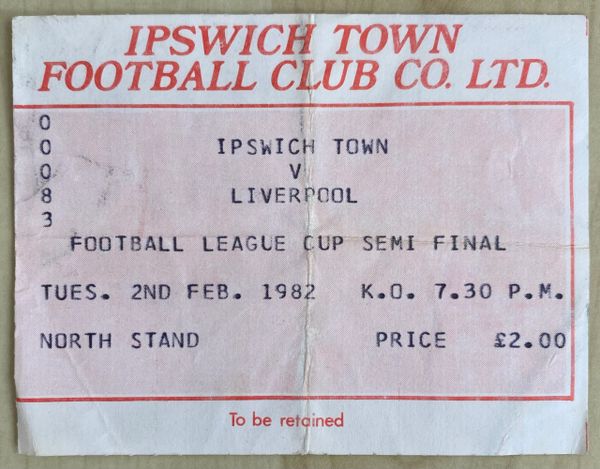 IPSWICH TOWN
FOOTBALL CLUB CO. LTD.
0
0
0
8
3
IPSWICH TOWN
V
LIVERPOOL
FOOTBALL LEAGUE CUP SEMI FINAL
TUES. 2ND FEB. 1982 K.O. 7.30 P.M.
NORTH STAND PRICE £2.00
To be retained